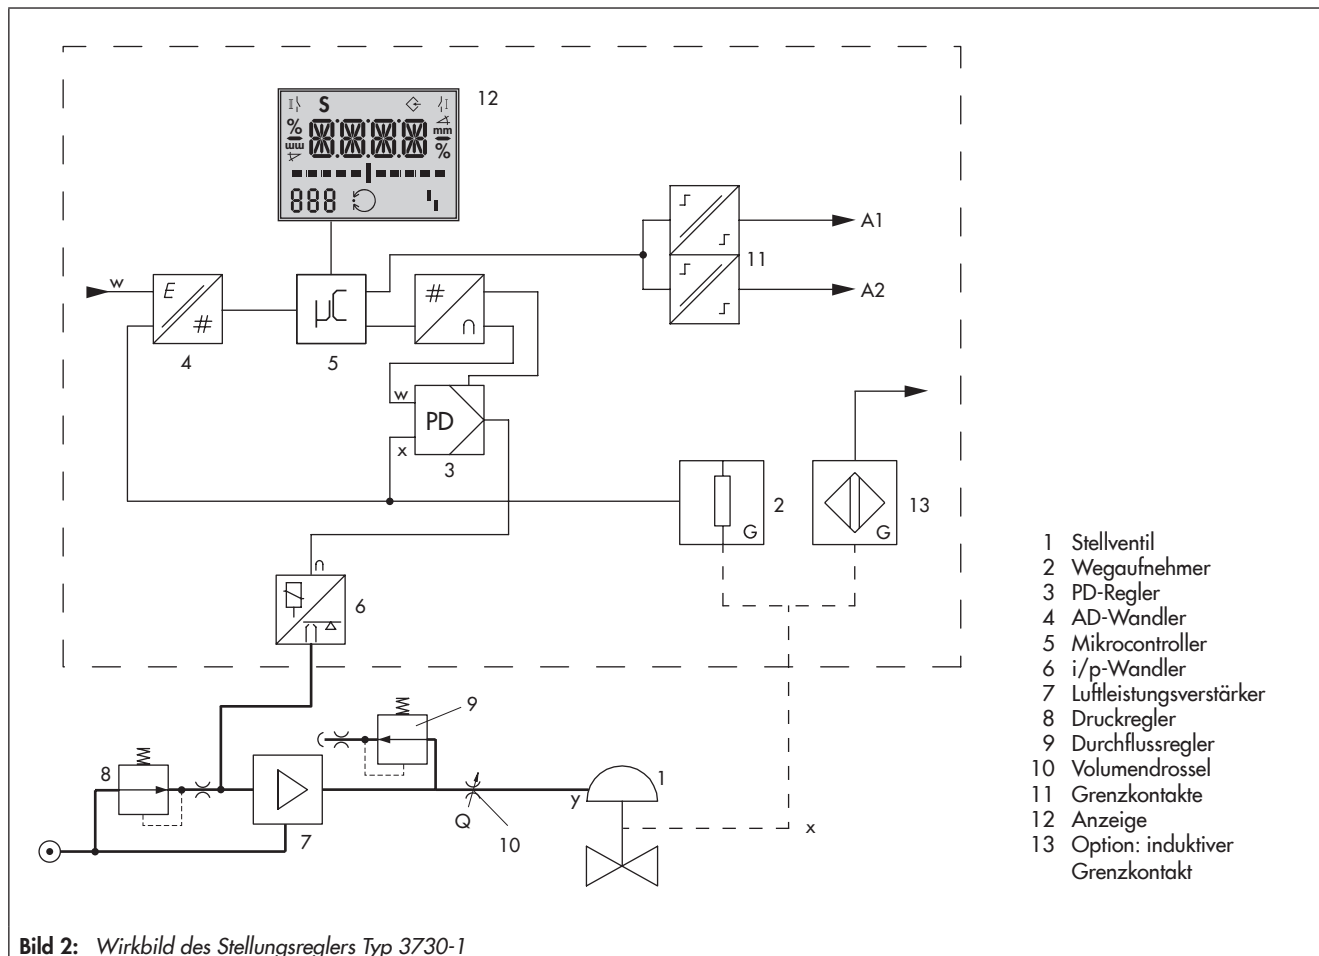 12
S
%
mm
mm
%
888
A1
11
A2
w
E
#
4
µC
5
#
∩
w
PD
x
3
2
G
13
G
∩
6
9
8
7
Q
10
y
1
x
1 Stellventil
2 Wegaufnehmer
3 PD-Regler
4 AD-Wandler
5 Mikrocontroller
6 i/p-Wandler
7 Luftleistungsverstärker
8 Druckregler
9 Durchflussregler
10 Volumendrossel
11 Grenzkontakte
12 Anzeige
13 Option: induktiver
Grenzkontakt
Bild 2: Wirkbild des Stellungsreglers Typ 3730-1